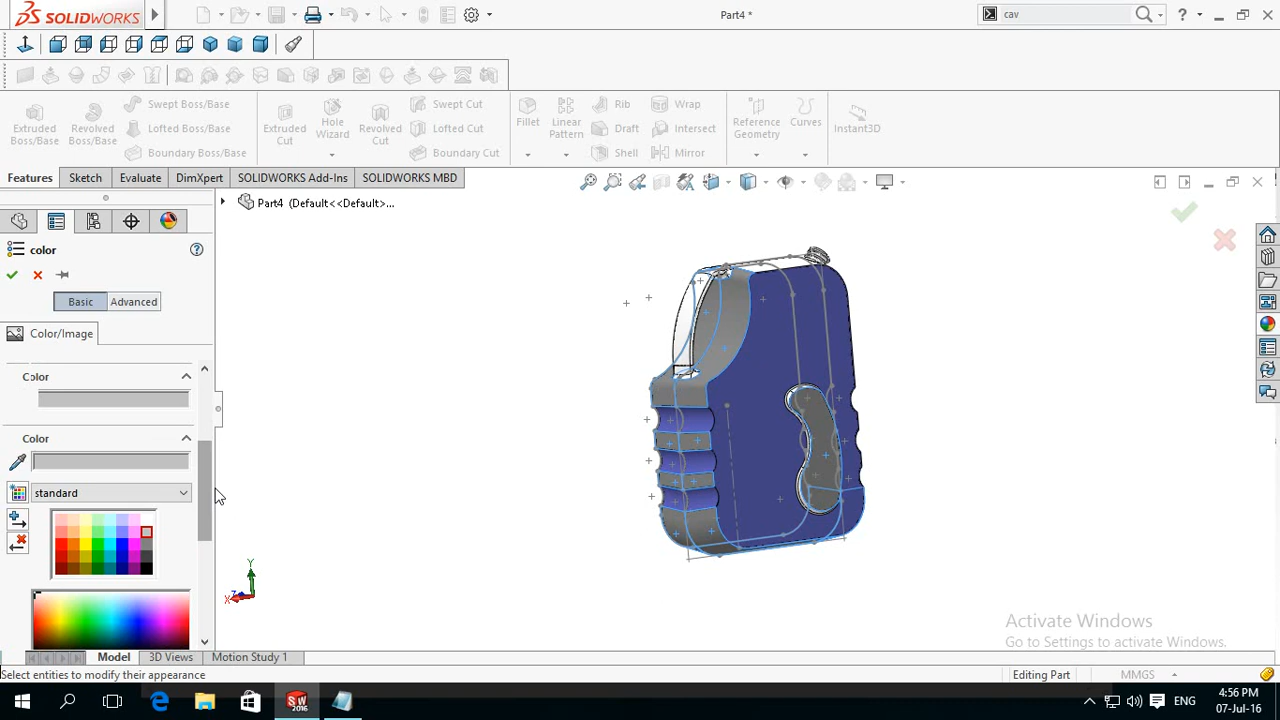 SOLIDWORKS
Part4 *
cav
Extruded Boss/Base
Revolved Boss/Base
Swept Boss/Base
Lofted Boss/Base
Boundary Boss/Base
Extruded Cut
Hole Wizard
Revolved Cut
Swept Cut
Lofted Cut
Boundary Cut
Fillet
Linear Pattern
Rib
Draft
Shell
Wrap
Intersect
Mirror
Reference Geometry
Curves
Instant3D
Features Sketch Evaluate DimXpert SOLIDWORKS Add-Ins SOLIDWORKS MBD
Part4 (Default<<Default>...
color
Basic Advanced
Color/Image
Color
Color
standard
Y
X
Z
Activate Windows
Go to Settings to activate Windows.
Model 3D Views Motion Study 1
Select entities to modify their appearance
Editing Part MMGS
SW 2016
ENG
4:56 PM
07-Jul-16